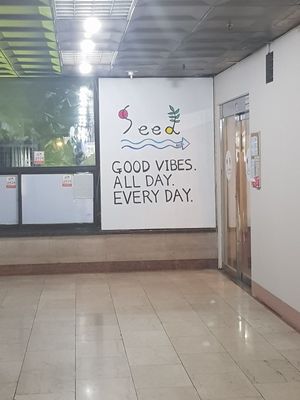 Seed
GOOD VIBES.
ALL DAY.
EVERY DAY.